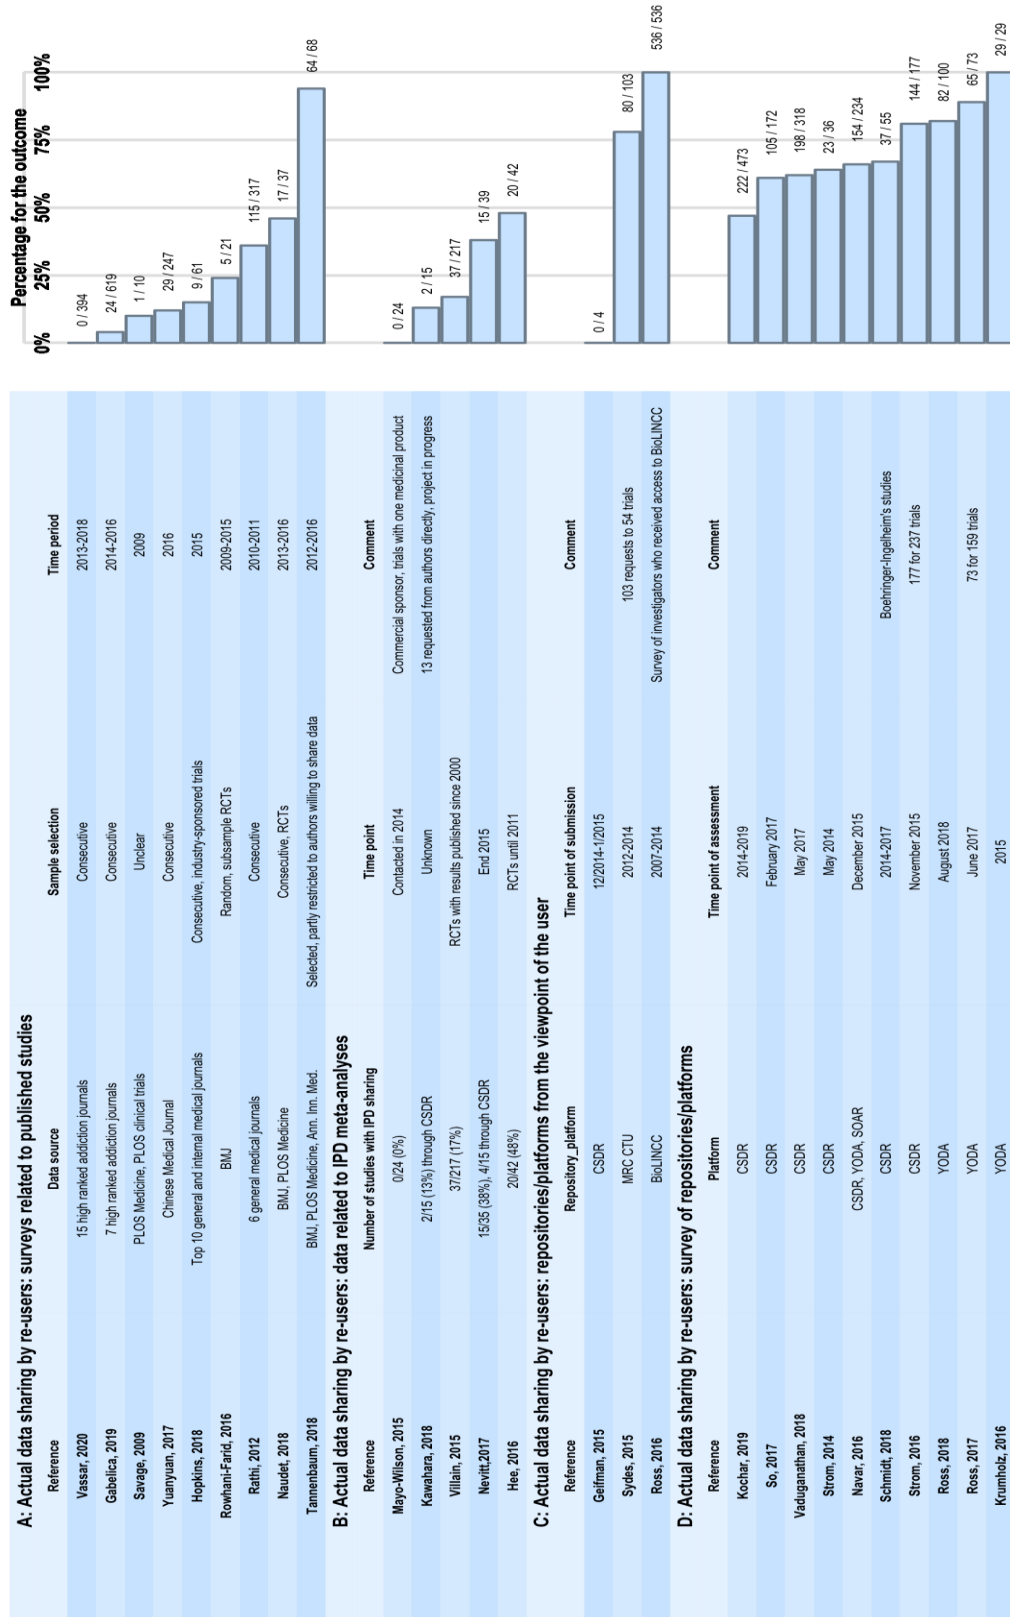 Percentage for the outcome
0% 25% 50% 75% 100%
A: Actual data sharing by re-users: surveys related to published studies
Reference Data source Sample selection Time period
Vassar, 2020 15 high ranked addiction journals Consecutive 2013-2018 0 / 394
Gabelica, 2019 7 high ranked addiction journals Consecutive 2014-2016 24 / 619
Savage, 2009 PLOS Medicine, PLOS clinical trials Unclear 2009 1 / 10
Yuanyuan, 2017 Chinese Medical Journal Consecutive 2016 29 / 247
Hopkins, 2018 Top 10 general and internal medical journals Consecutive, industry-sponsored trials 2015 9 / 61
Rowhani-Farid, 2016 BMJ Random, subsample RCTs 2009-2015 5 / 21
Rathi, 2012 6 general medical journals Consecutive 2010-2011 115 / 317
Naudet, 2018 BMJ, PLOS Medicine Consecutive, RCTs 2013-2016 17 / 37
Tannenbaum, 2018 BMJ, PLOS Medicine, Ann. Inn. Med. Selected, partly restricted to authors willing to share data 2012-2016 64 / 68
B: Actual data sharing by re-users: data related to IPD meta-analyses
Reference Number of studies with IPD sharing Time point Comment
Mayo-Wilson, 2015 0/24 (0%) Contacted in 2014 Commercial sponsor, trials with one medicinal product 0 / 24
Kawahara, 2018 2/15 (13%) through CSDR Unknown 13 requested from authors directly, project in progress 2 / 15
Villain, 2015 37/217 (17%) RCTs with results published since 2000 37 / 217
Nevitt,2017 15/35 (38%), 4/15 through CSDR End 2015 15 / 39
Hee, 2016 20/42 (48%) RCTs until 2011 20 / 42
C: Actual data sharing by re-users: repositories/platforms from the viewpoint of the user
Reference Repository_platform Time point of submission Comment
Geifman, 2015 CSDR 12/2014-1/2015 0 / 4
Sydes, 2015 MRC CTU 2012-2014 103 requests to 54 trials 80 / 103
Ross, 2016 BioLINCC 2007-2014 Survey of investigators who received access to BioLINCC 536 / 536
D: Actual data sharing by re-users: survey of repositories/platforms
Reference Platform Time point of assessment Comment
Kochar, 2019 CSDR 2014-2019 222 / 473
So, 2017 CSDR February 2017 105 / 172
Vaduganathan, 2018 CSDR May 2017 198 / 318
Strom, 2014 CSDR May 2014 23 / 36
Navar, 2016 CSDR, YODA, SOAR December 2015 154 / 234
Schmidt, 2018 CSDR 2014-2017 Boehringer-Ingelheim's studies 37 / 55
Strom, 2016 CSDR November 2015 177 for 237 trials 144 / 177
Ross, 2018 YODA August 2018 82 / 100
Ross, 2017 YODA June 2017 73 for 159 trials 65 / 73
Krumholz, 2016 YODA 2015 29 / 29